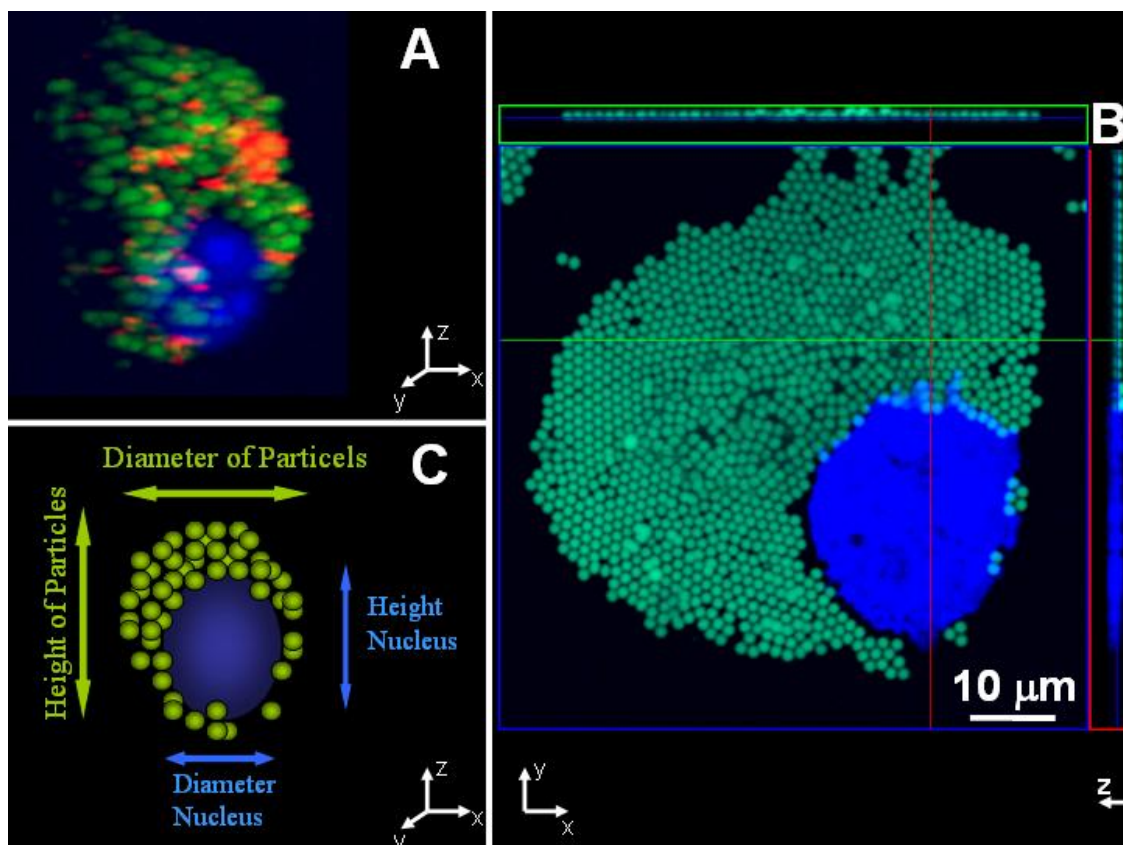 A
z
x
y
B
10 μm
y
x
z
C
Diameter of Particels
Height of Particles
Height
Nucleus
Diameter
Nucleus
z
x
y